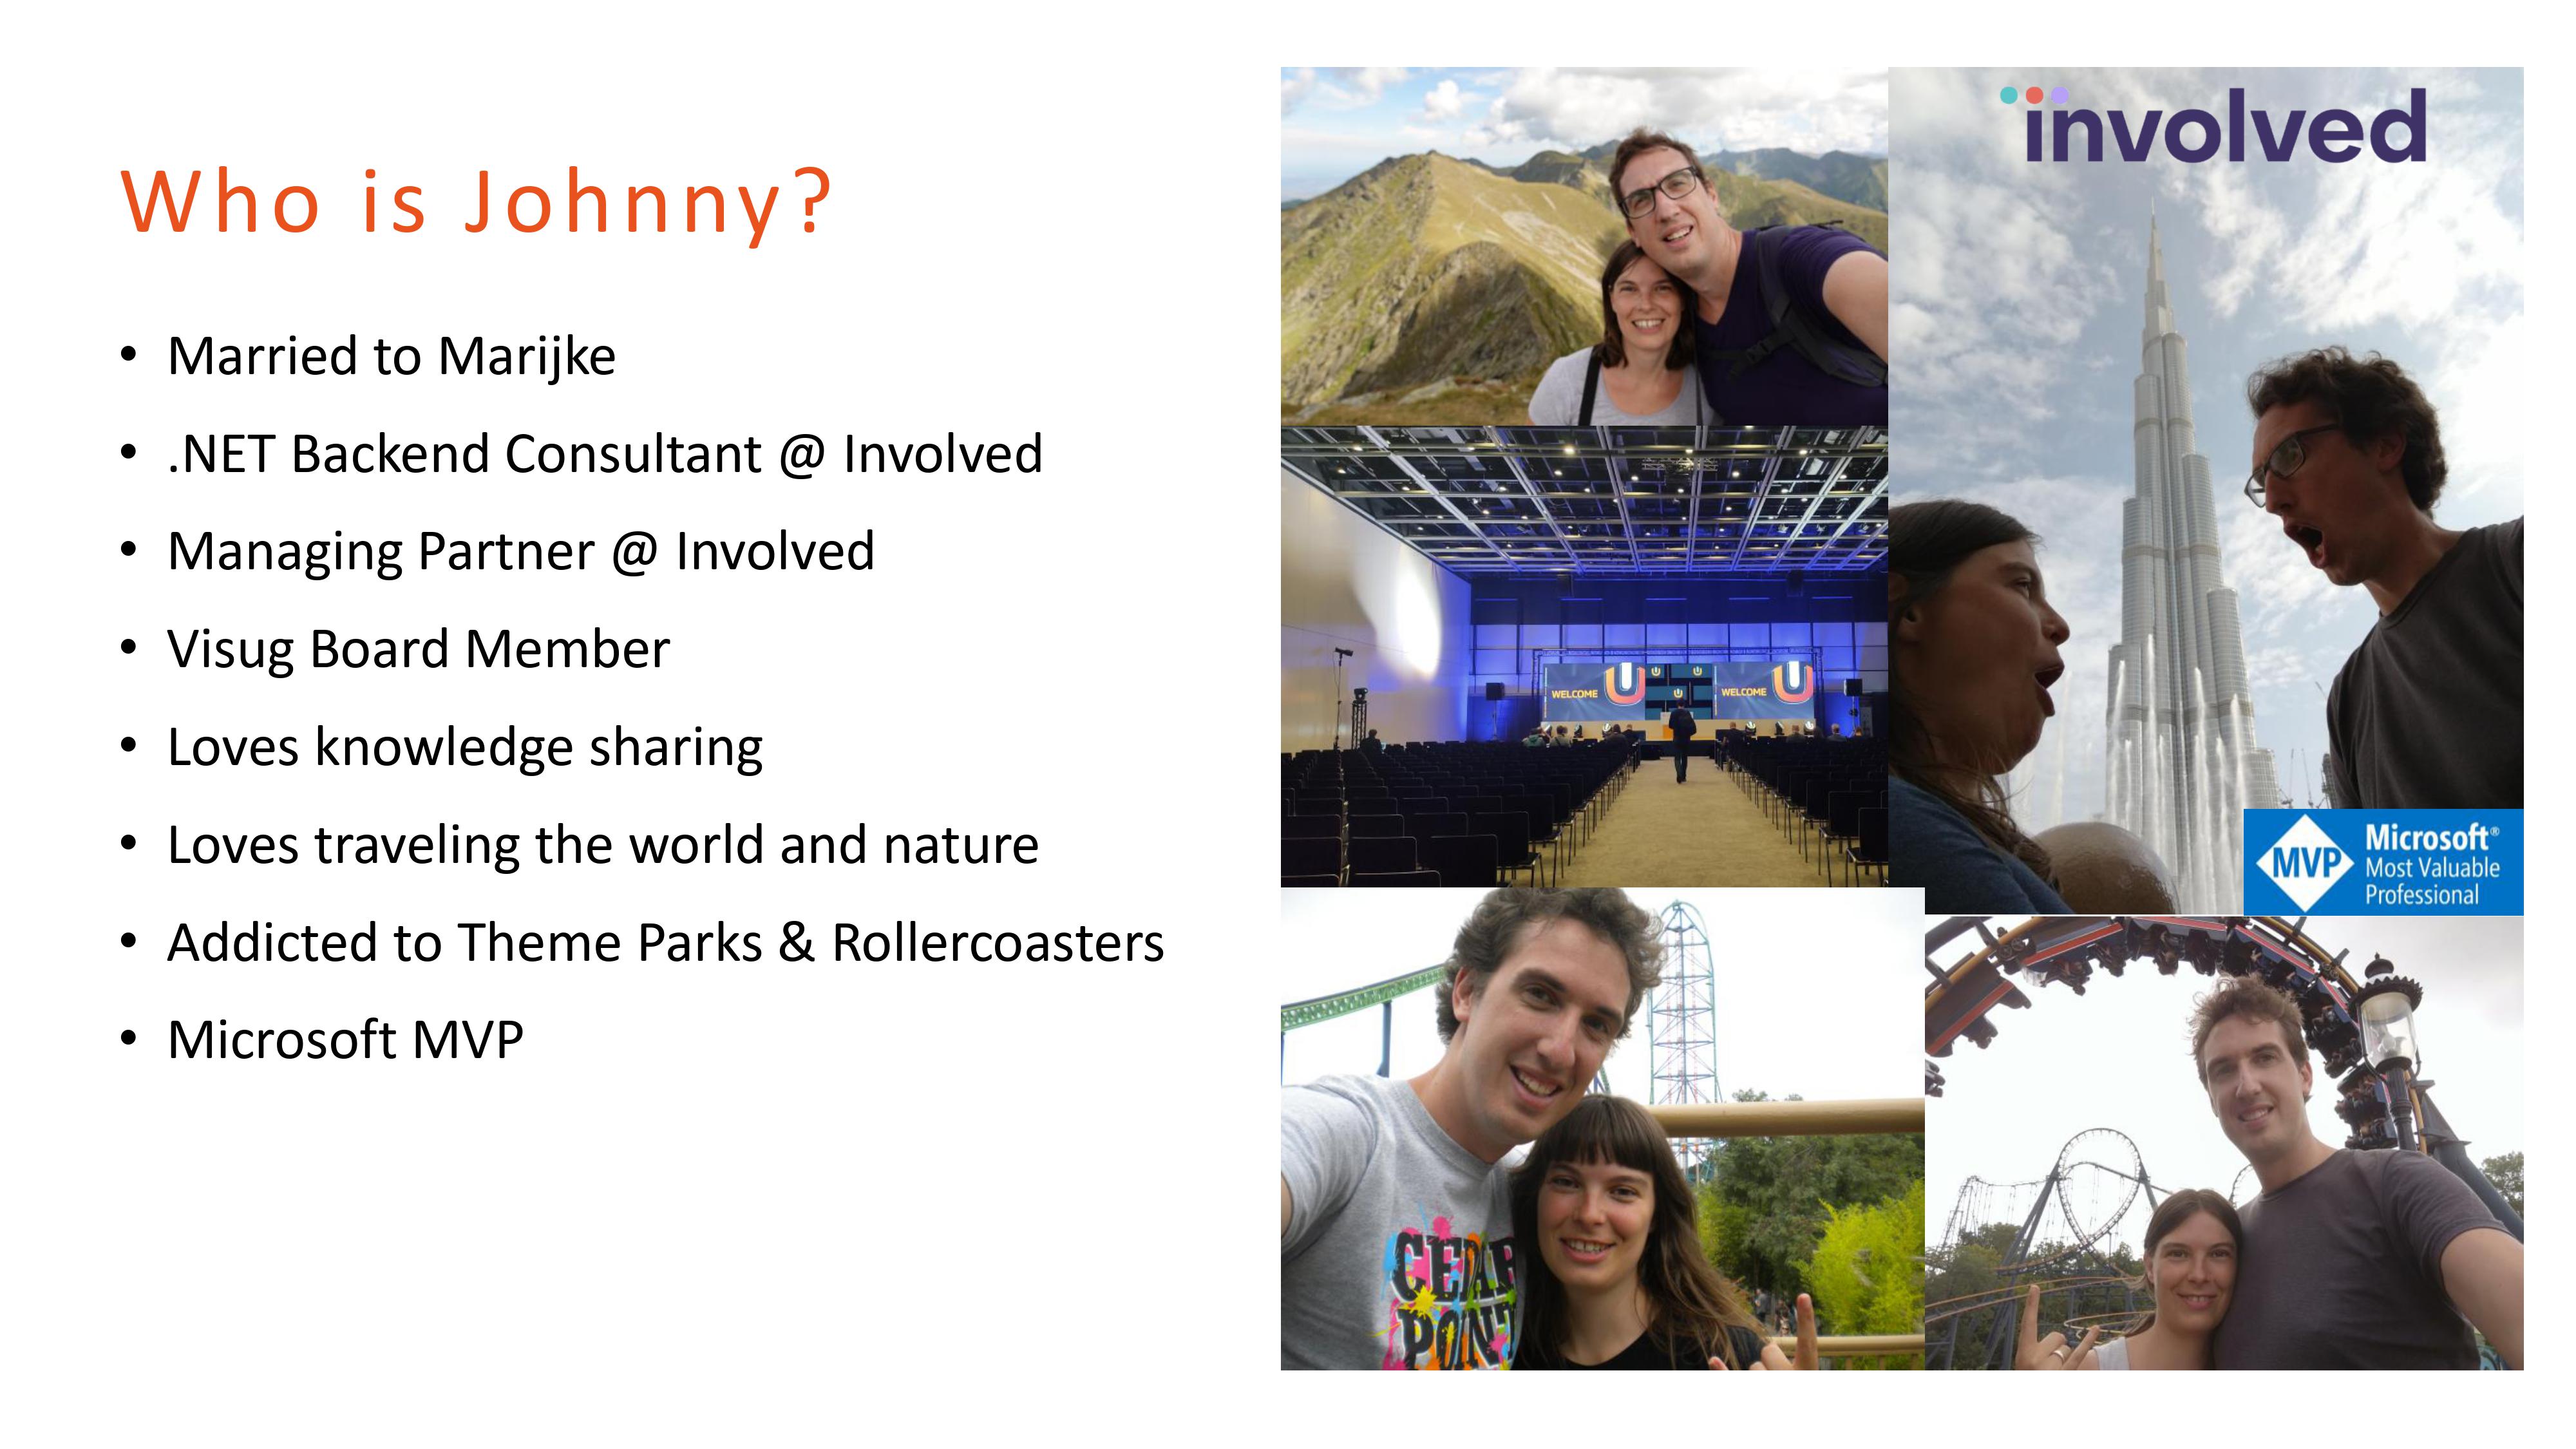 Who is Johnny?
• Married to Marijke
• .NET Backend Consultant @ Involved
• Managing Partner @ Involved
• Visug Board Member
• Loves knowledge sharing
• Loves traveling the world and nature
• Addicted to Theme Parks & Rollercoasters
• Microsoft MVP
involved
WELCOME U
WELCOME U
MVP
Microsoft®
Most Valuable
Professional
CEDAR
POINT